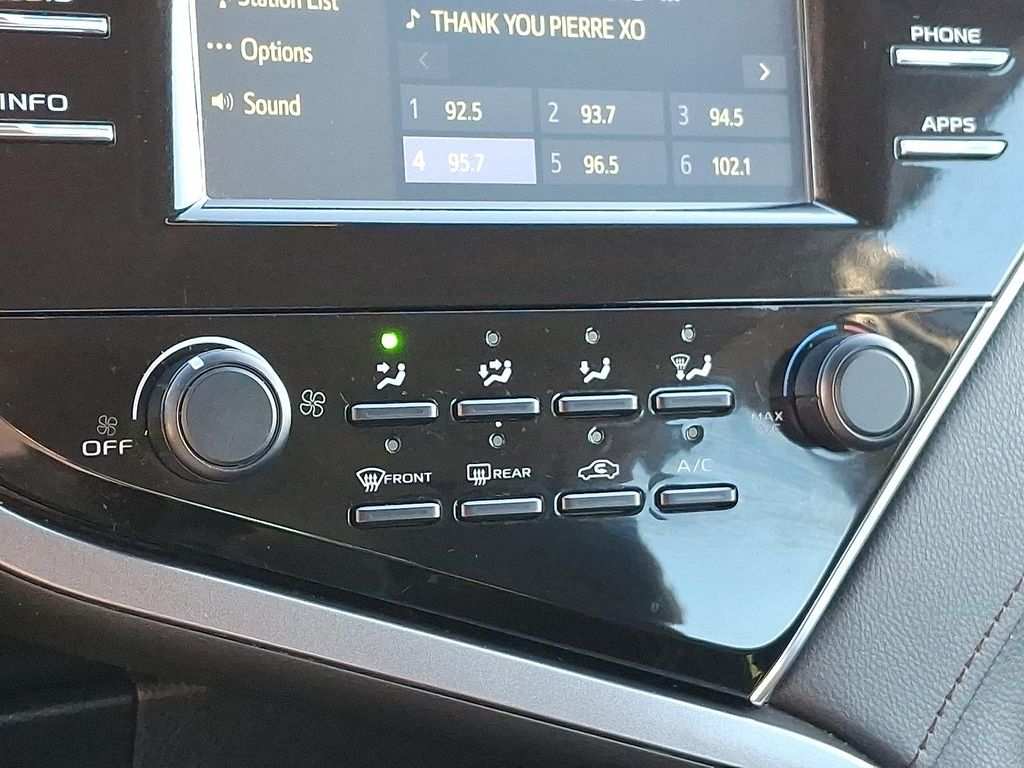 Station List
THANK YOU PIERRE XO
Options
PHONE
INFO
Sound
1 92.5
2 93.7
3 94.5
APPS
4 95.7
5 96.5
6 102.1
OFF
MAX
A/C
FRONT
REAR
A/C